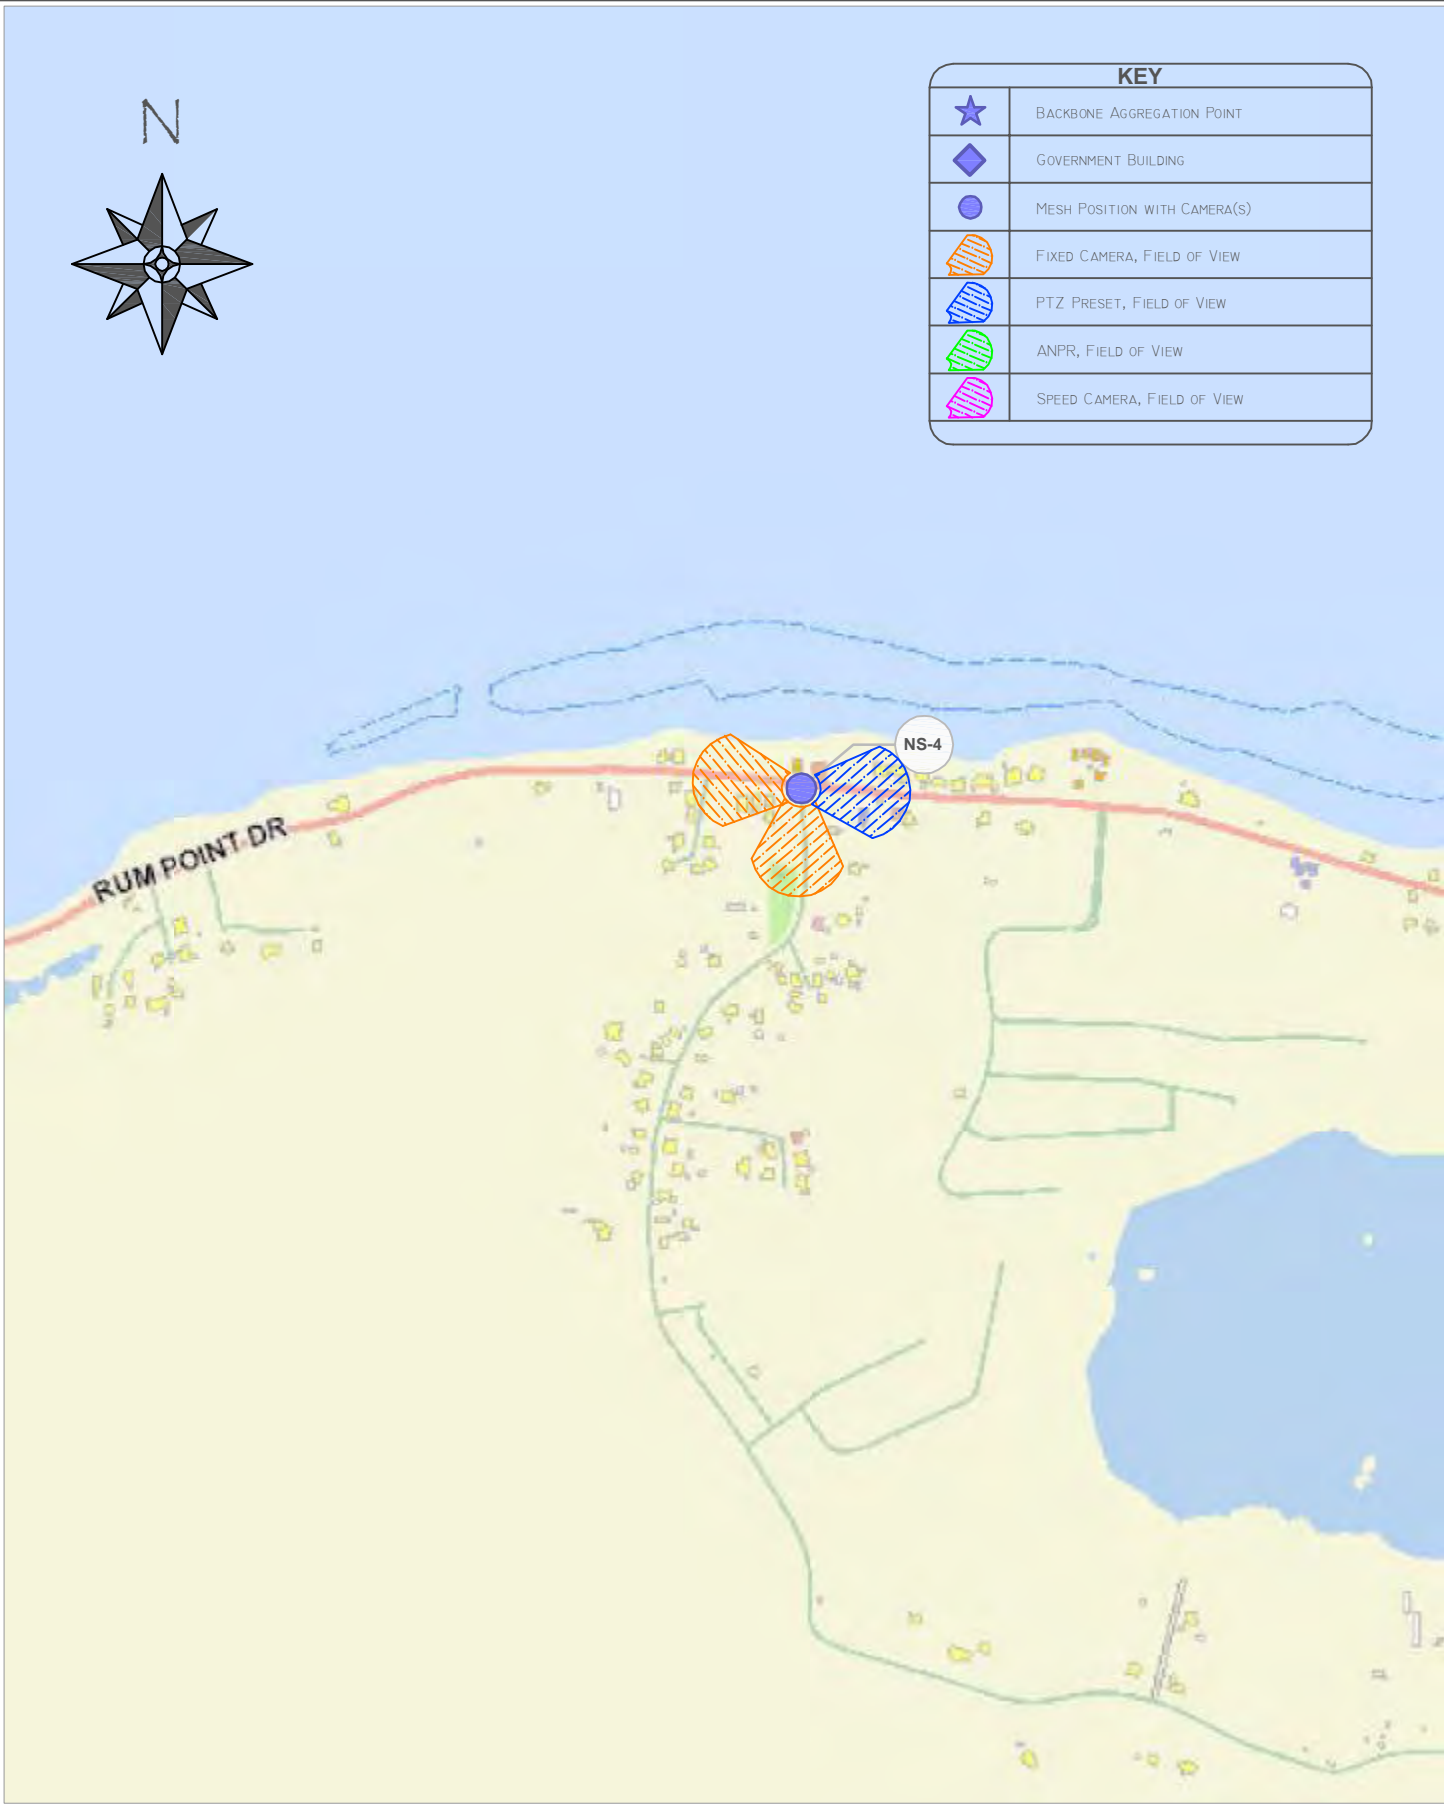 N
KEY
BACKBONE AGGREGATION POINT
GOVERNMENT BUILDING
MESH POSITION WITH CAMERA(S)
FIXED CAMERA, FIELD OF VIEW
PTZ PRESET, FIELD OF VIEW
ANPR, FIELD OF VIEW
SPEED CAMERA, FIELD OF VIEW
NS-4
RUM POINT DR